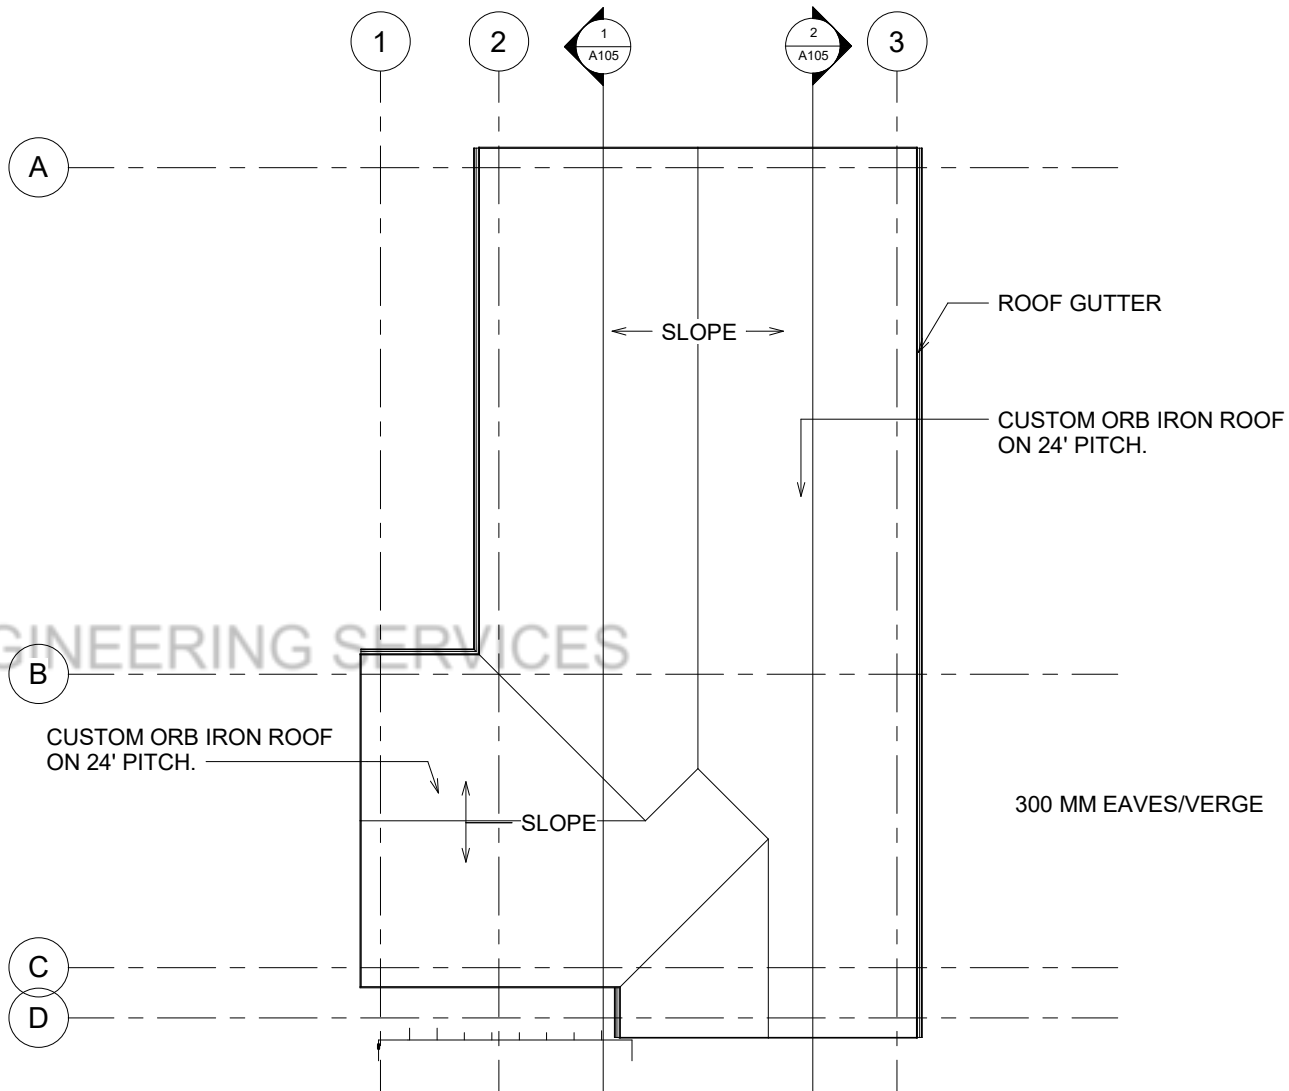 1
2
1
A105
2
A105
3
A
ROOF GUTTER
SLOPE
CUSTOM ORB IRON ROOF
ON 24' PITCH.
GINEERING SERVICES
B
CUSTOM ORB IRON ROOF
ON 24' PITCH.
300 MM EAVES/VERGE
SLOPE
C
D